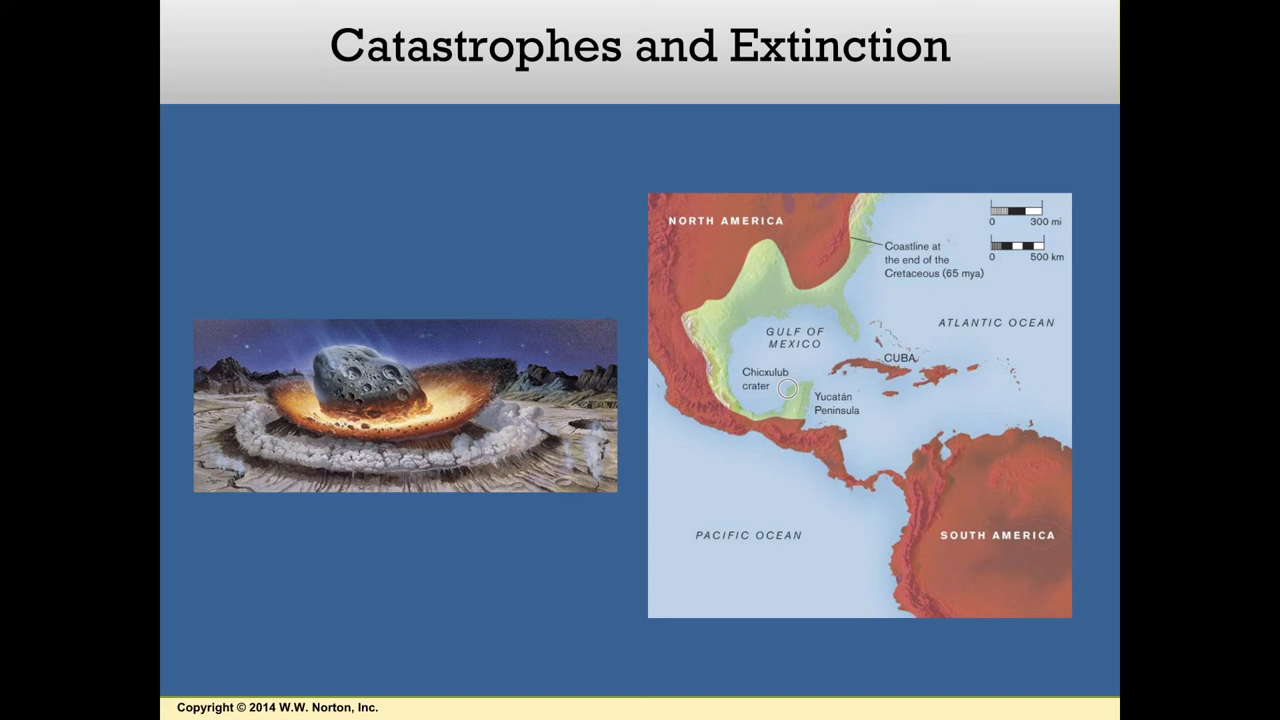 Catastrophes and Extinction
NORTH AMERICA
0 300 mi
0 500 km
Coastline at
the end of the
Cretaceous (65 mya)
ATLANTIC OCEAN
GULF OF
MEXICO
CUBA
Chicxulub
crater
Yucatán
Peninsula
PACIFIC OCEAN
SOUTH AMERICA
Copyright © 2014 W.W. Norton, Inc.